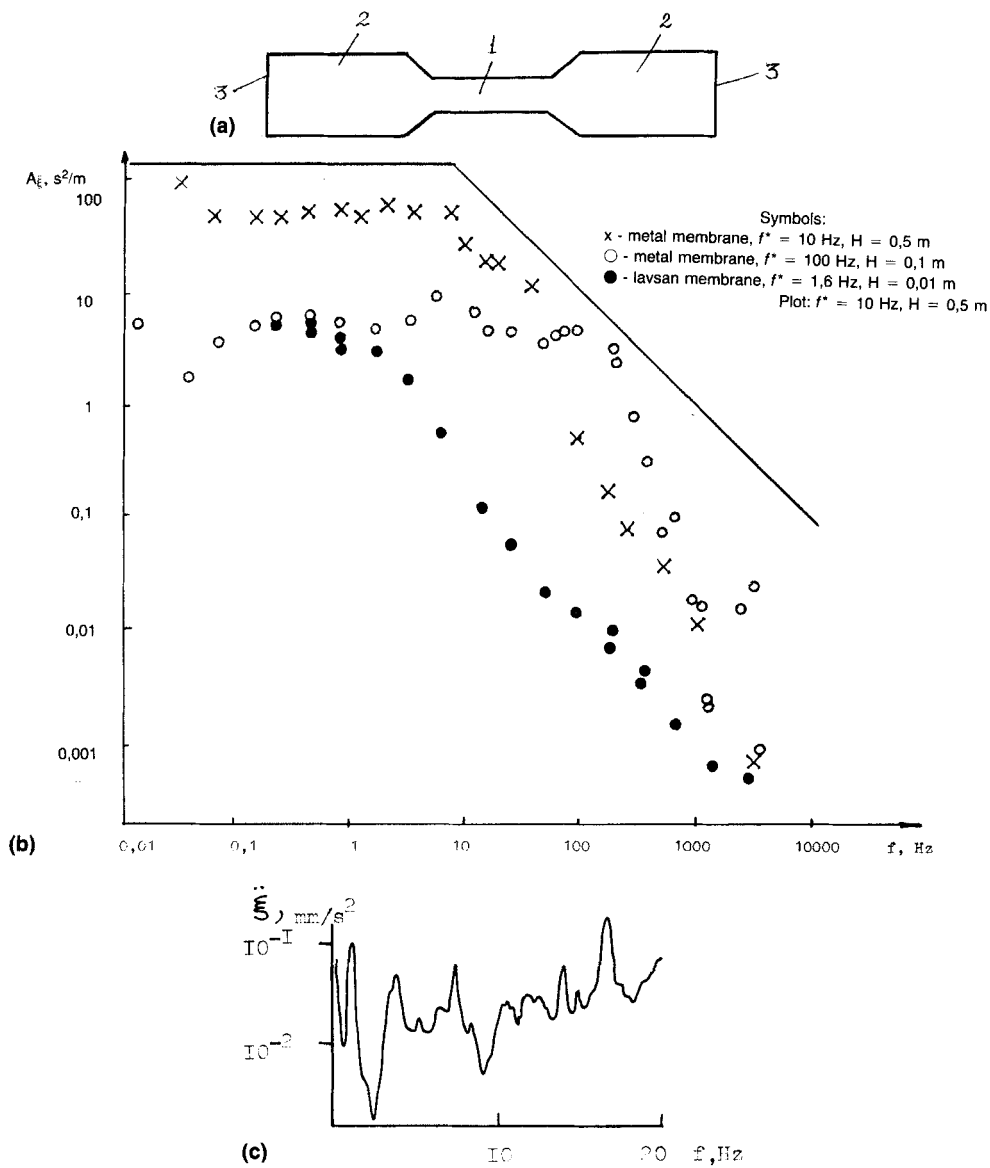 2 1 2
3 3
(a)
A ξ̈, s²/m
100
10
1
0,1
0,01
0,001
Symbols:
x - metal membrane, f* = 10 Hz, H = 0,5 m
○ - metal membrane, f* = 100 Hz, H = 0,1 m
● - lavsan membrane, f* = 1,6 Hz, H = 0,01 m
Plot: f* = 10 Hz, H = 0,5 m
(b)
0,01 0,1 1 10 100 1000 10000 f, Hz
ξ̈, mm/s²
10⁻¹
10⁻²
(c)
10 20 f,Hz